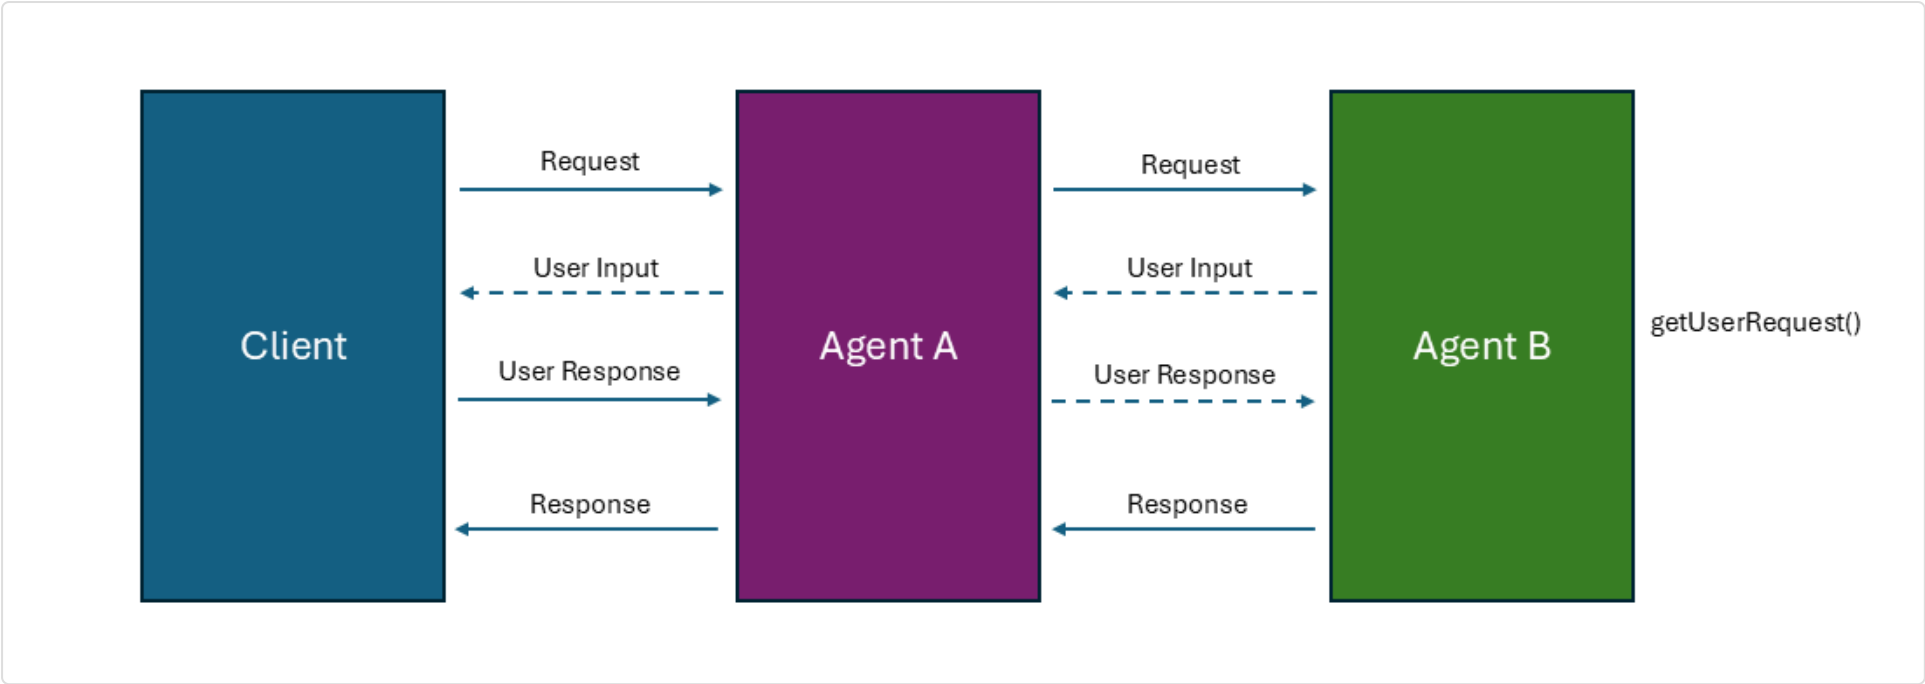 Request
Request
User Input
User Input
Client
Agent A
Agent B
getUserRequest()
User Response
User Response
Response
Response